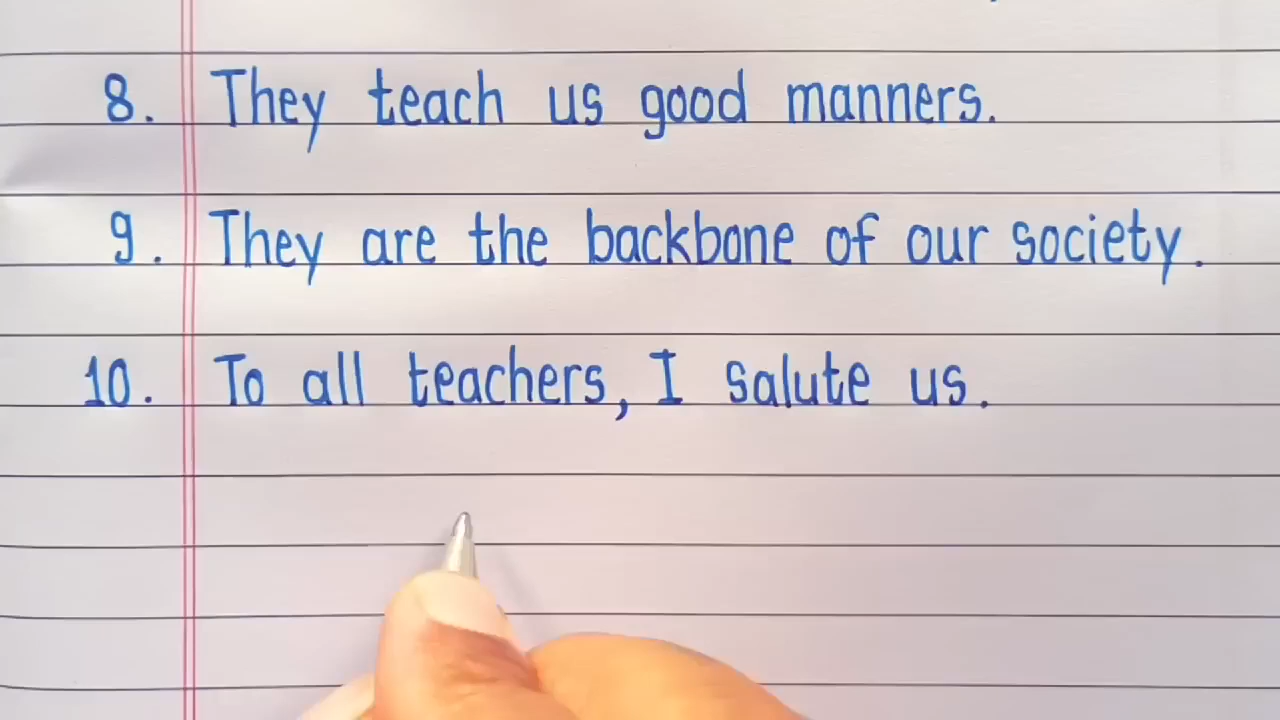 8. They teach us good manners.
9. They are the backbone of our society.
10. To all teachers, I salute us.